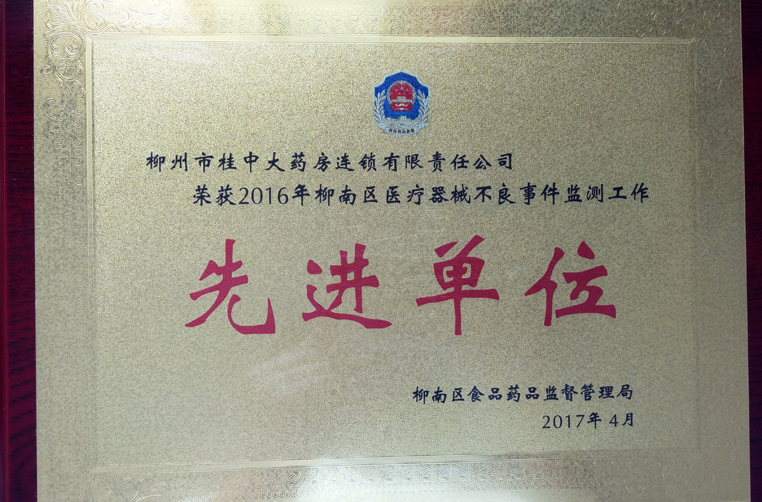 柳州市桂中大药房连锁有限责任公司
荣获2016年柳南区医疗器械不良事件监测工作
先进单位
柳南区食品药品监督管理局
2017年4月